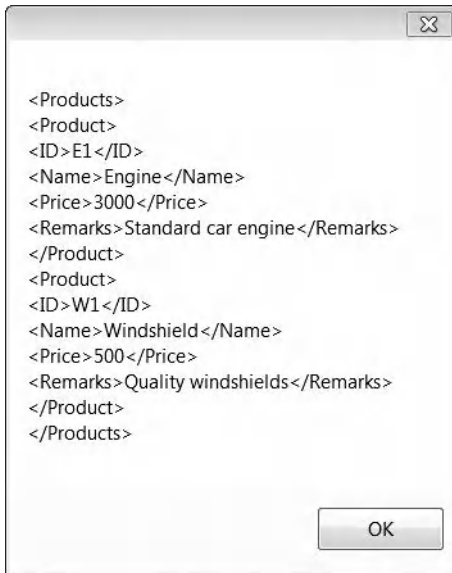 <Products>
<Product>
<ID>E1</ID>
<Name>Engine</Name>
<Price>3000</Price>
<Remarks>Standard car engine</Remarks>
</Product>
<Product>
<ID>W1</ID>
<Name>Windshield</Name>
<Price>500</Price>
<Remarks>Quality windshields</Remarks>
</Product>
</Products>
OK